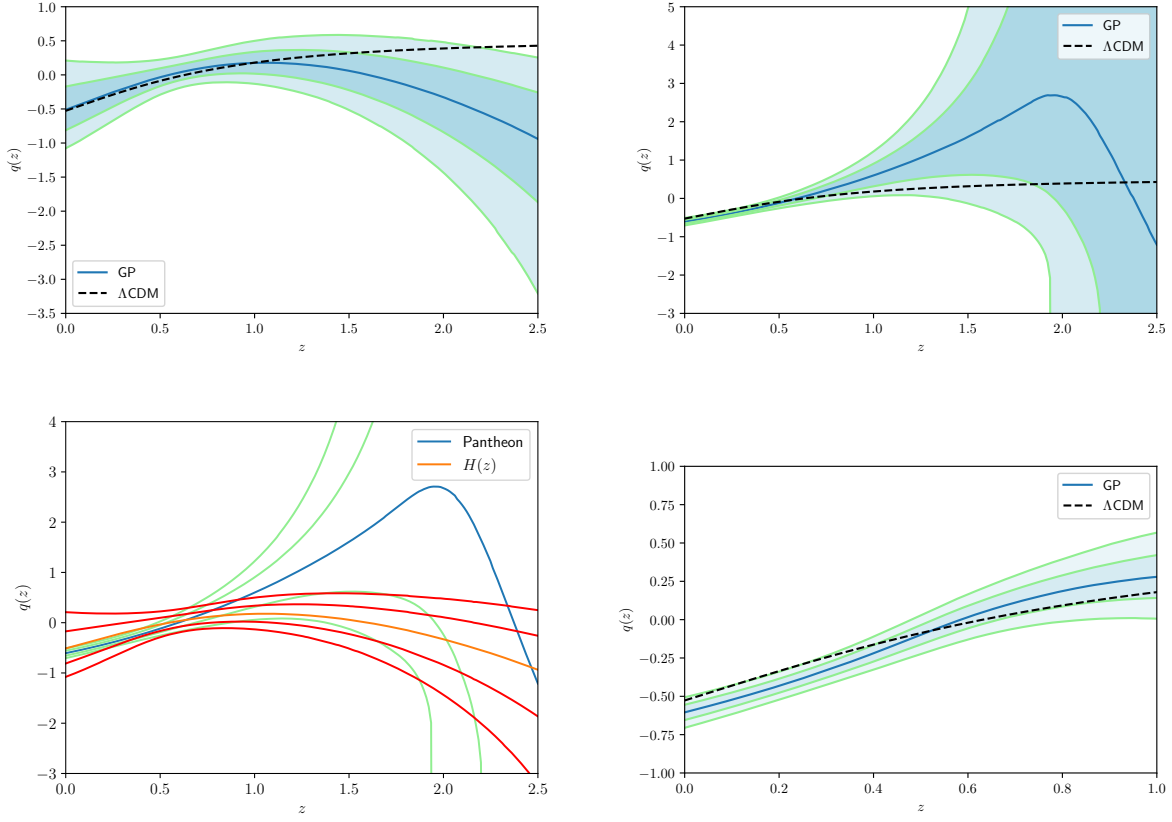 1.0
0.5
0.0
−0.5
−1.0
−1.5
−2.0
−2.5
−3.0
−3.5
q(z)
GP
ΛCDM
0.0 0.5 1.0 1.5 2.0 2.5
z
5
4
3
2
1
0
−1
−2
−3
q(z)
GP
ΛCDM
0.0 0.5 1.0 1.5 2.0 2.5
z
4
3
2
1
0
−1
−2
−3
q(z)
Pantheon
H(z)
0.0 0.5 1.0 1.5 2.0 2.5
z
1.00
0.75
0.50
0.25
0.00
−0.25
−0.50
−0.75
−1.00
q(z)
GP
ΛCDM
0.0 0.2 0.4 0.6 0.8 1.0
z